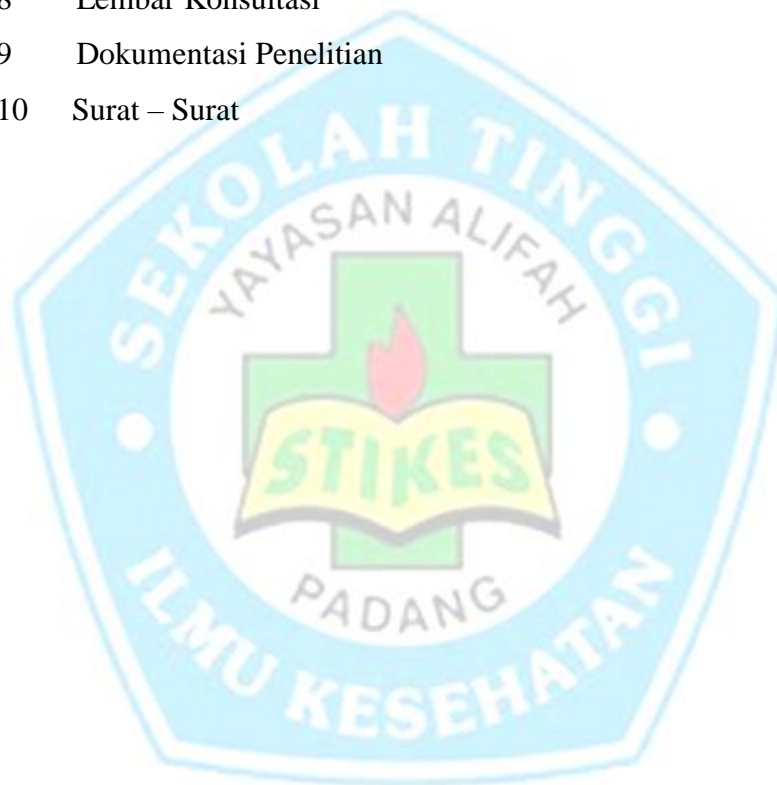 8 Lembar Konsultasi
9 Dokumentasi Penelitian
10 Surat – Surat
SEKOLAH TINGGI
YAYASAN ALIFAH
STIKES
PADANG
ILMU KESEHATAN